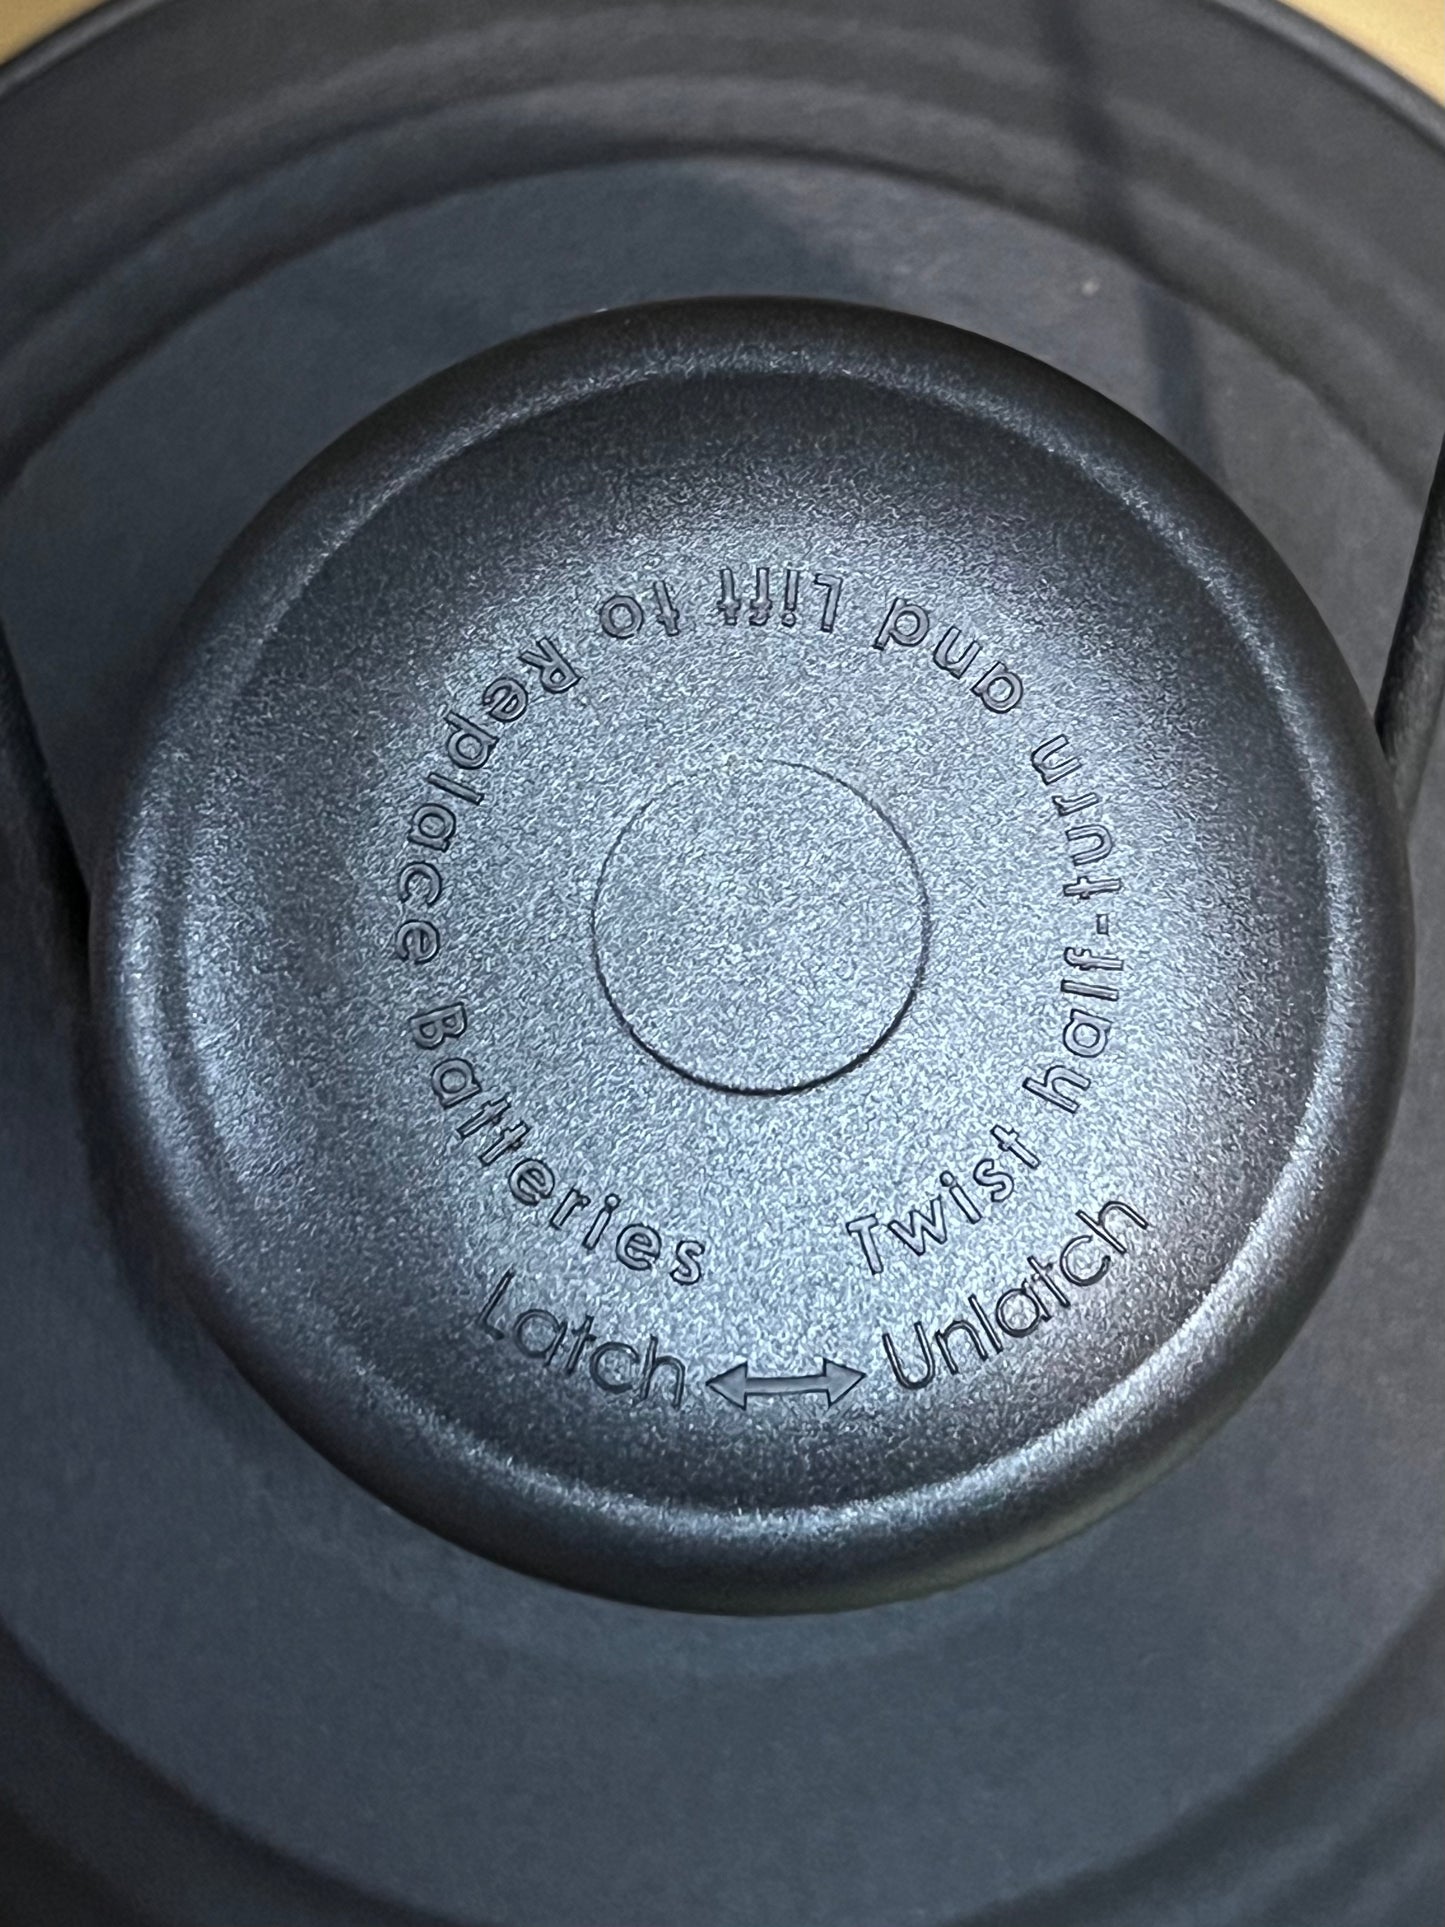 Twist half-turn and Lift to Replace Batteries
Latch ↔ Unlatch